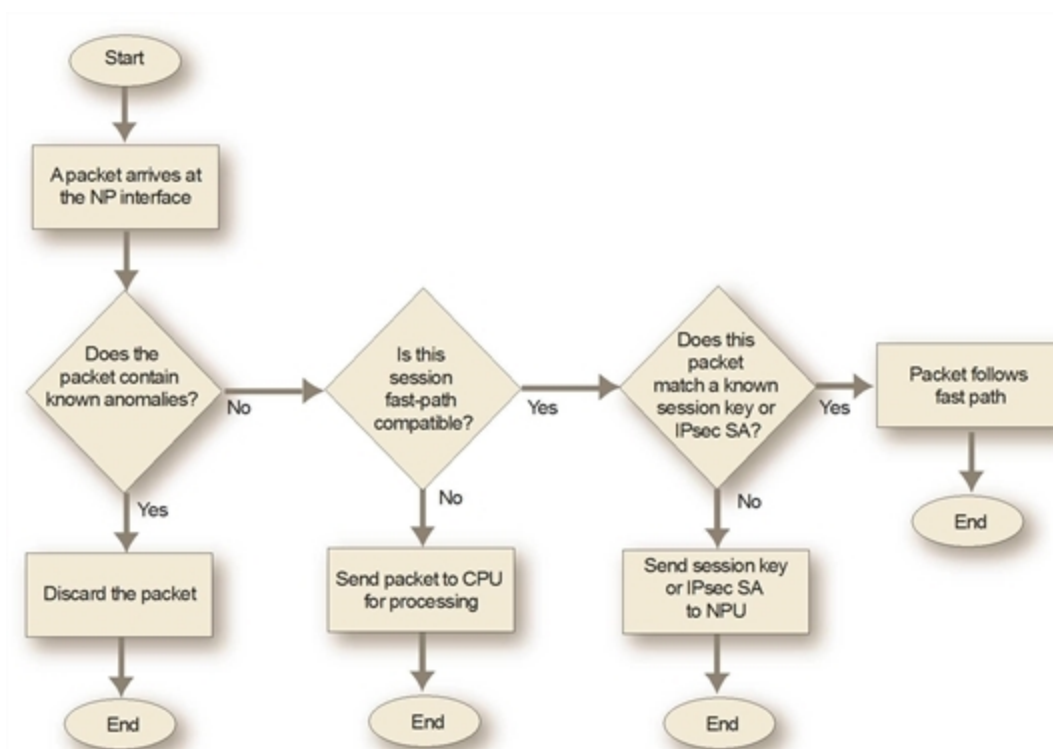 Start
A packet arrives at
the NP interface
Does the
packet contain
known anomalies?
No
Yes
Discard the packet
End
Is this
session
fast-path
compatible?
Yes
No
Send packet to CPU
for processing
End
Does this
packet
match a known
session key or
IPsec SA?
Yes
No
Send session key
or IPsec SA
to NPU
End
Packet follows
fast path
End